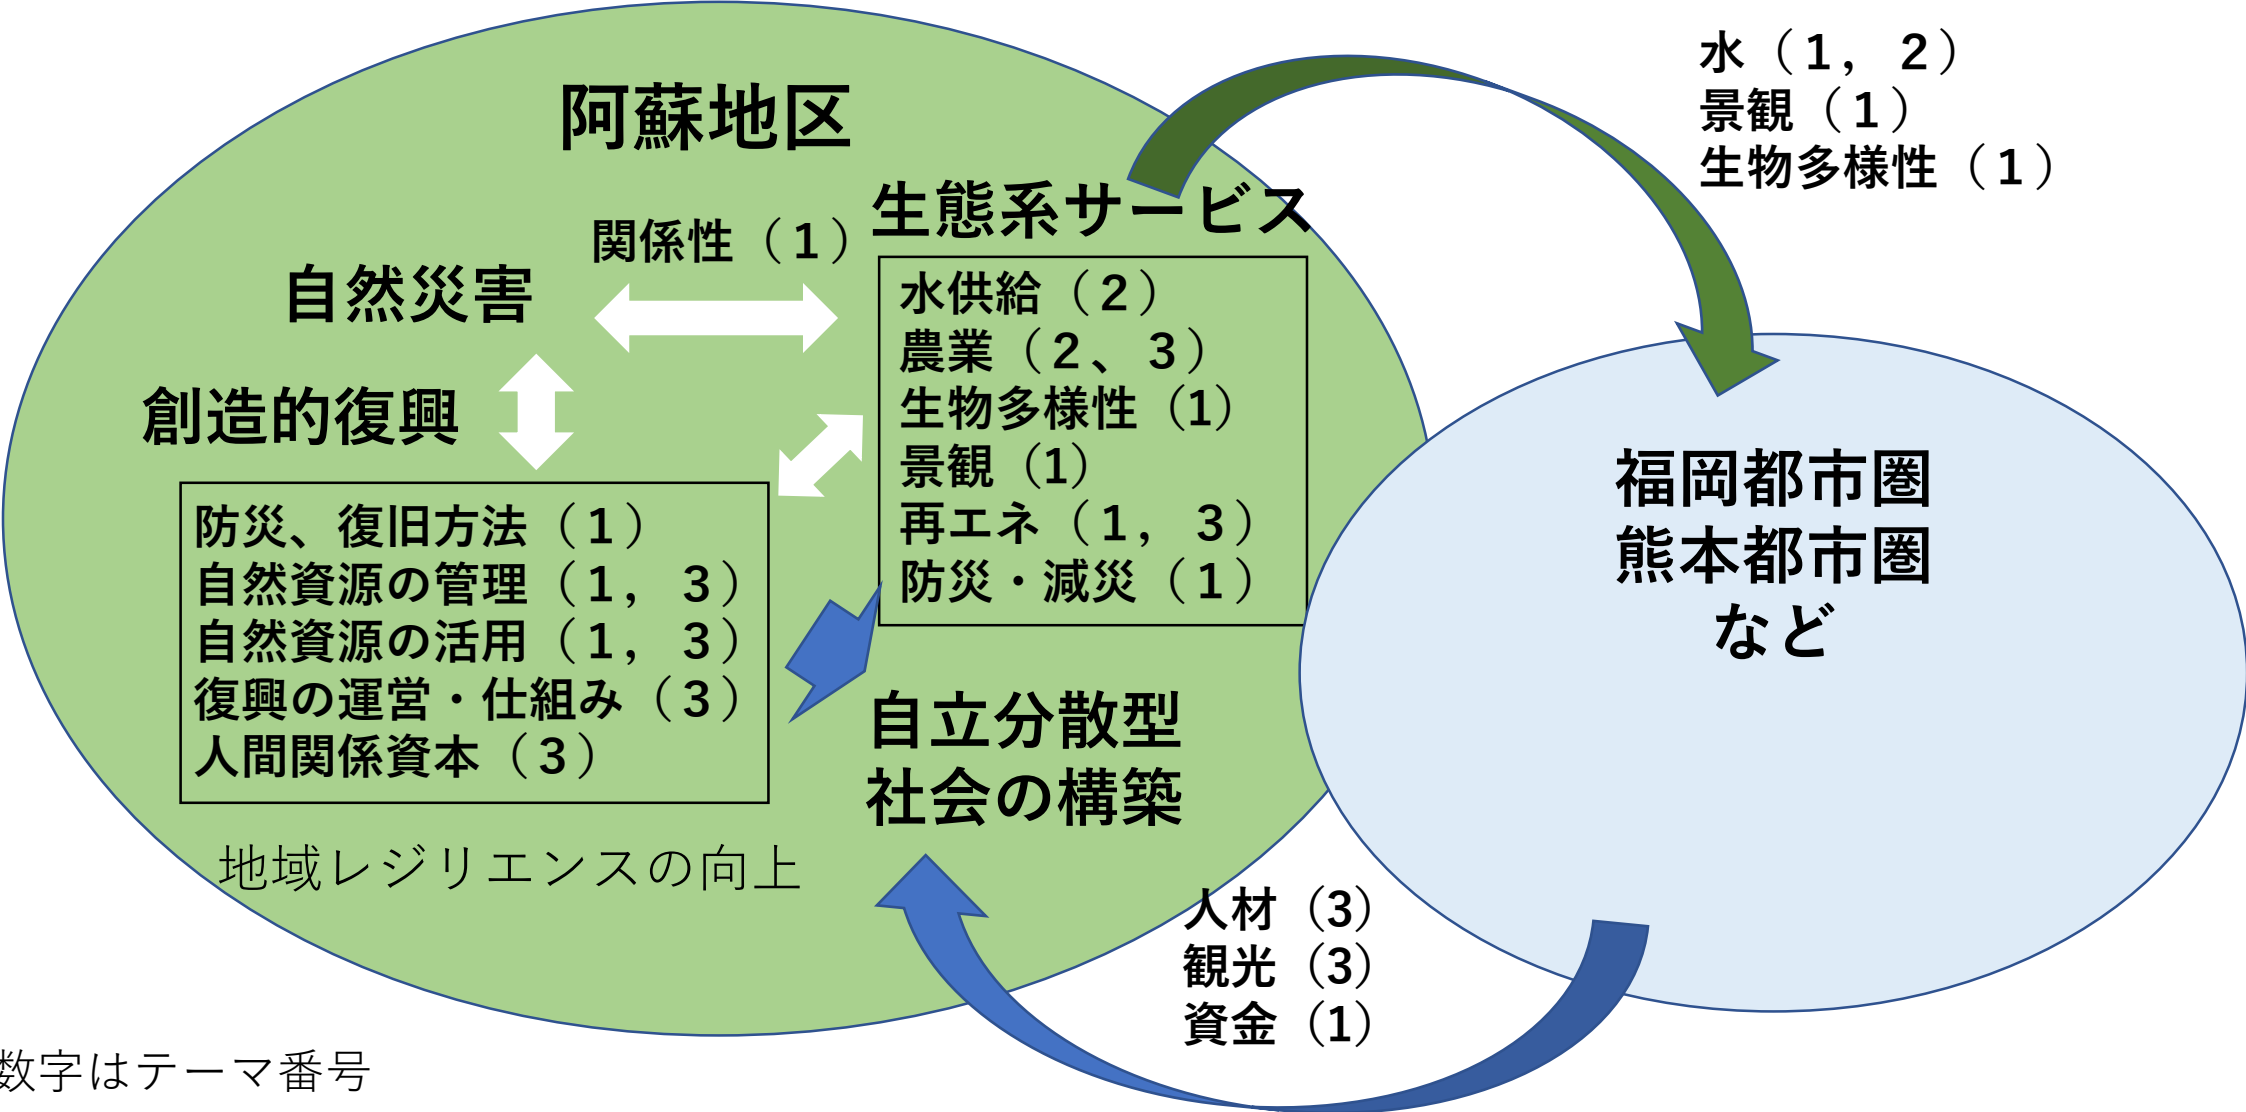 阿蘇地区
自然災害
関係性（１）
創造的復興
防災、復旧方法（１）
自然資源の管理（１，３）
自然資源の活用（１，３）
復興の運営・仕組み（３）
人間関係資本（３）
地域レジリエンスの向上
生態系サービス
水供給（２）
農業（２、３）
生物多様性（1）
景観（1）
再エネ（１，３）
防災・減災（１）
自立分散型
社会の構築
水（１，２）
景観（１）
生物多様性（１）
福岡都市圏
熊本都市圏
など
人材（3）
観光（3）
資金（1）
数字はテーマ番号